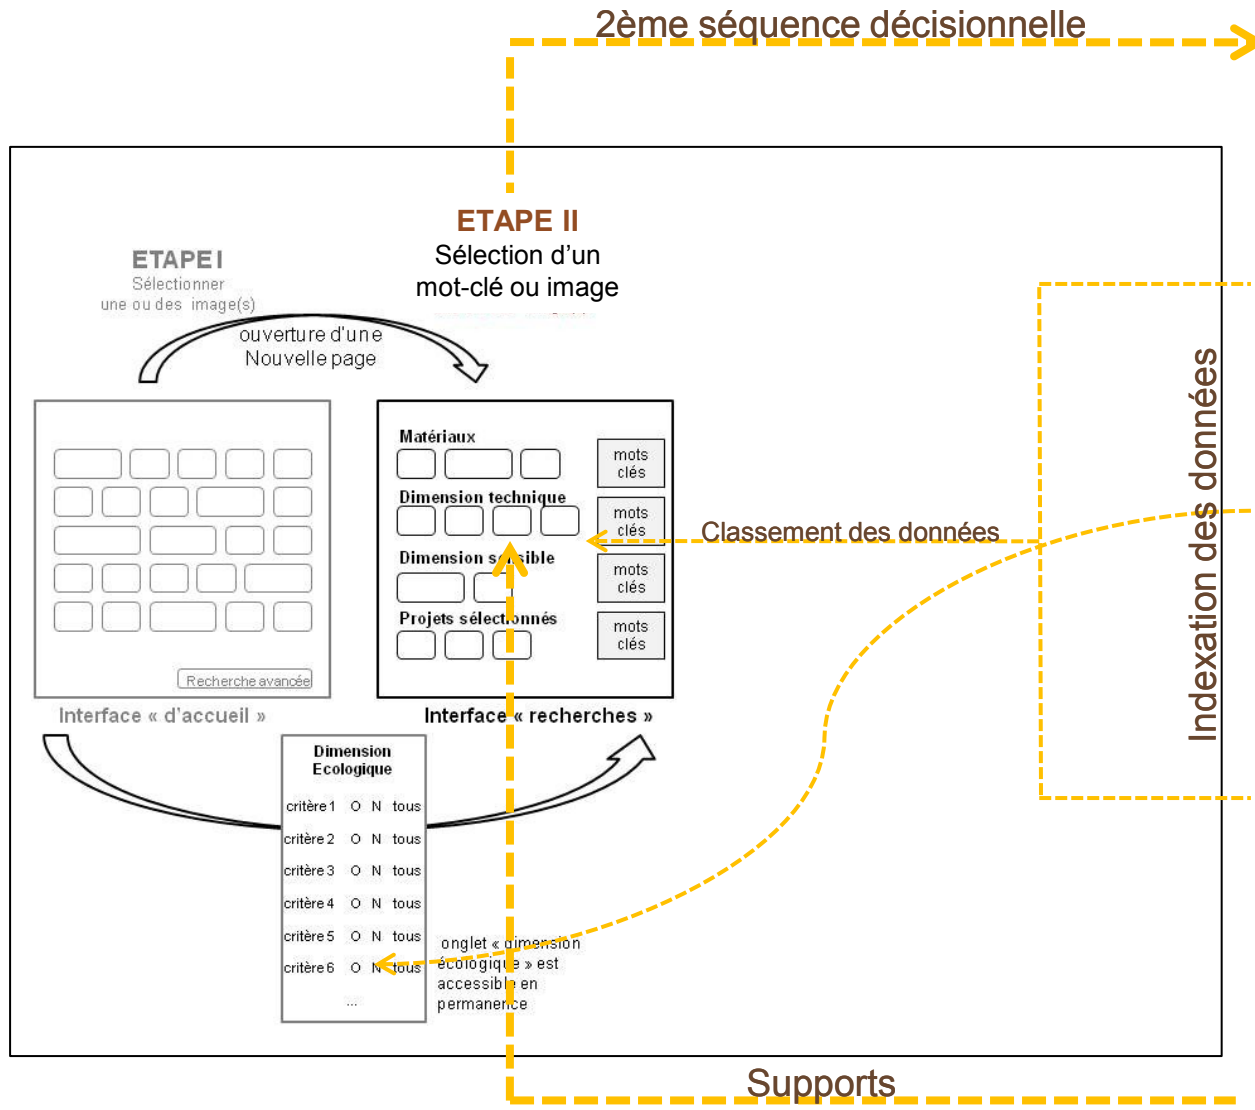 2ème séquence décisionnelle
ETAPE I
Sélectionner
une ou des image(s)
ETAPE II
Sélection d'un
mot-clé ou image
ouverture d'une
Nouvelle page
Matériaux
mots
clés
Dimension technique
mots
clés
Dimension sensible
mots
clés
Projets sélectionnés
mots
clés
Recherche avancée
Interface « d'accueil »
Interface « recherches »
Classement des données
Indexation des données
Dimension
Ecologique
critère 1 O N tous
critère 2 O N tous
critère 3 O N tous
critère 4 O N tous
critère 5 O N tous
critère 6 O N tous
...
onglet « dimension
écologique » est
accessible en
permanence
Supports